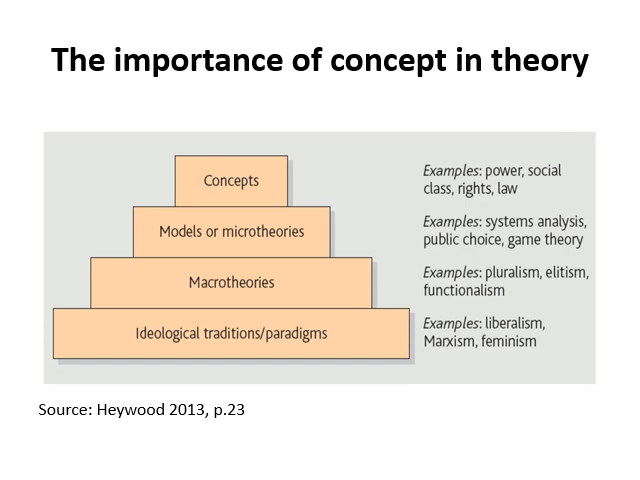 The importance of concept in theory
Concepts
Examples: power, social
class, rights, law
Models or microtheories
Examples: systems analysis,
public choice, game theory
Macrotheories
Examples: pluralism, elitism,
functionalism
Ideological traditions/paradigms
Examples: liberalism,
Marxism, feminism
Source: Heywood 2013, p.23